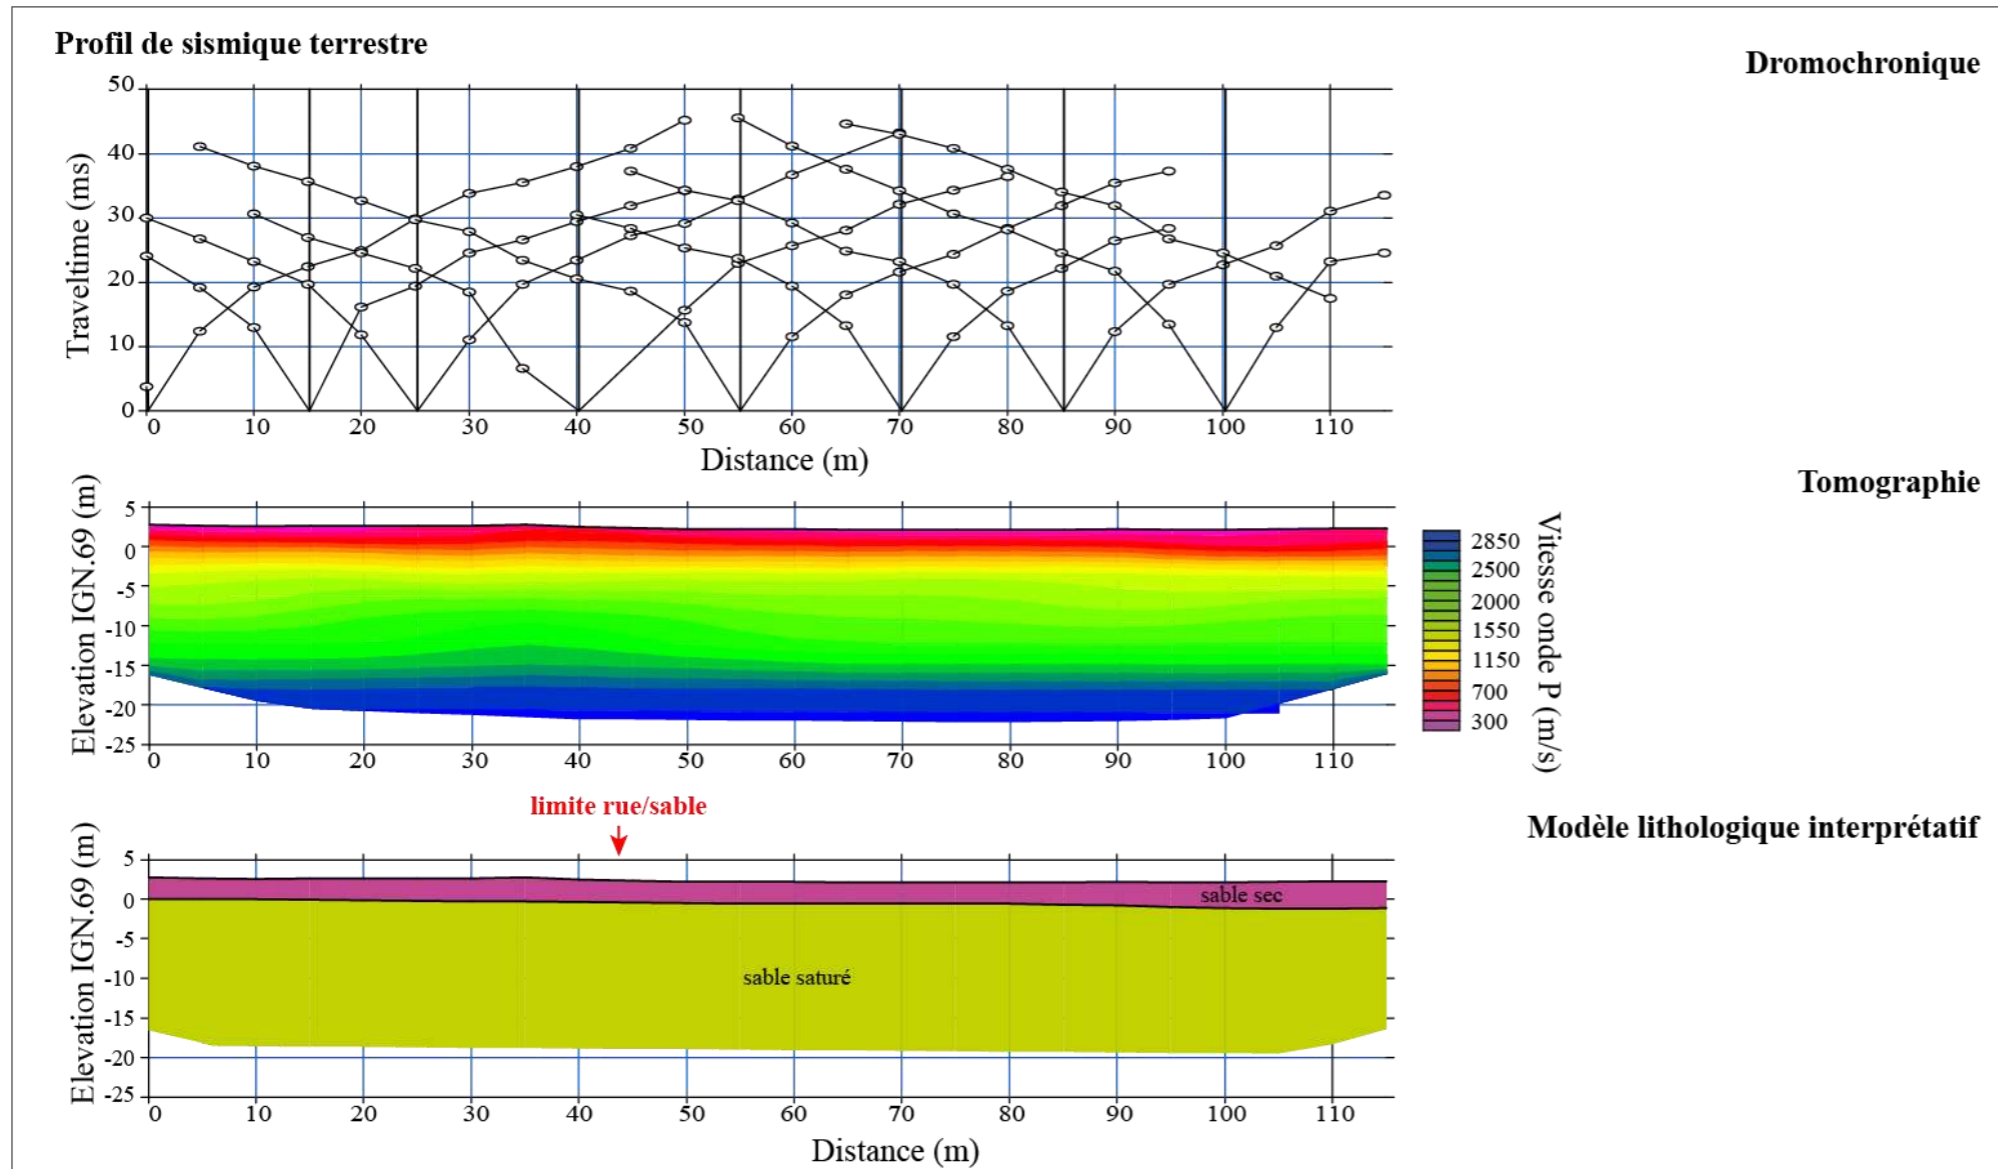 Profil de sismique terrestre
Dromochronique
Traveltime (ms)
50
40
30
20
10
0
0 10 20 30 40 50 60 70 80 90 100 110
Distance (m)
Tomographie
Elevation IGN.69 (m)
5
0
-5
-10
-15
-20
-25
0 10 20 30 40 50 60 70 80 90 100 110
2850
2500
2000
1550
1150
700
300
Vitesse onde P (m/s)
limite rue/sable
Modèle lithologique interprétatif
Elevation IGN.69 (m)
5
0
-5
-10
-15
-20
-25
sable sec
sable saturé
0 10 20 30 40 50 60 70 80 90 100 110
Distance (m)